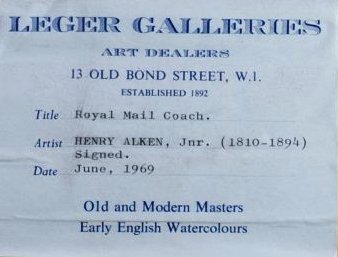 LEGER GALLERIES
ART DEALERS
13 OLD BOND STREET, W.1.
ESTABLISHED 1892
Title Royal Mail Coach.
Artist HENRY ALKEN, Jnr. (1810-1894)
Signed.
Date June, 1969
Old and Modern Masters
Early English Watercolours